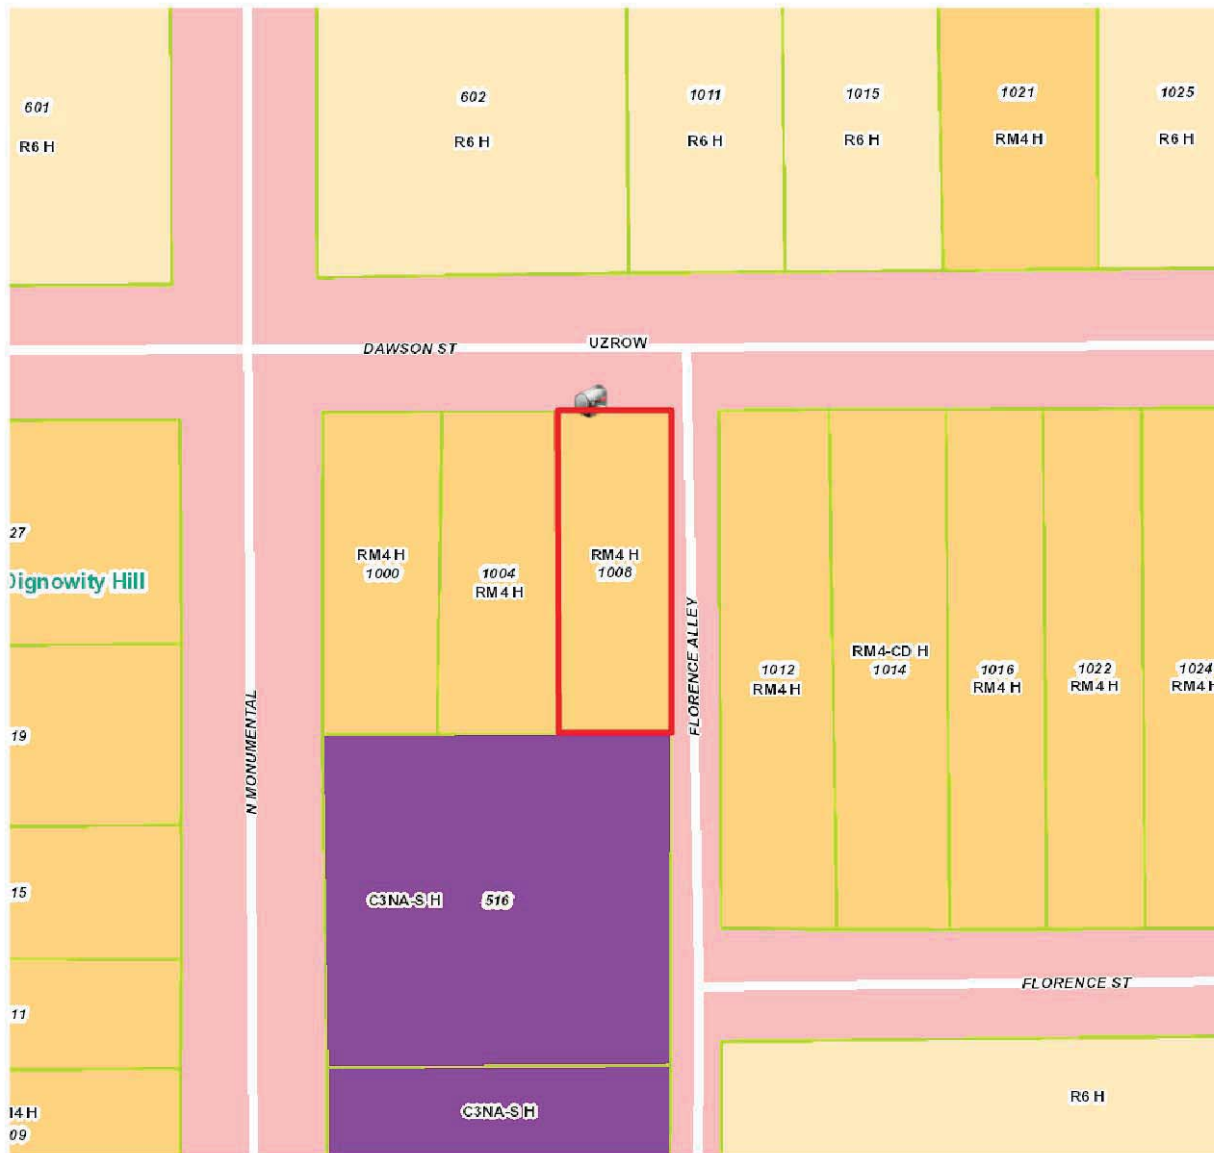 601
R6 H
602
R6 H
1011
R6 H
1015
R6 H
1021
RM4 H
1025
R6 H
DAWSON ST
UZROW
27
Dignowity Hill
RM4 H
1000
1004
RM4 H
RM4 H
1008
FLORENCE ALLEY
1012
RM4 H
RM4-CD H
1014
1016
RM4 H
1022
RM4 H
1024
RM4 H
N MONUMENTAL
19
15
C3NA-S H
516
11
FLORENCE ST
C3NA-S H
R6 H
09